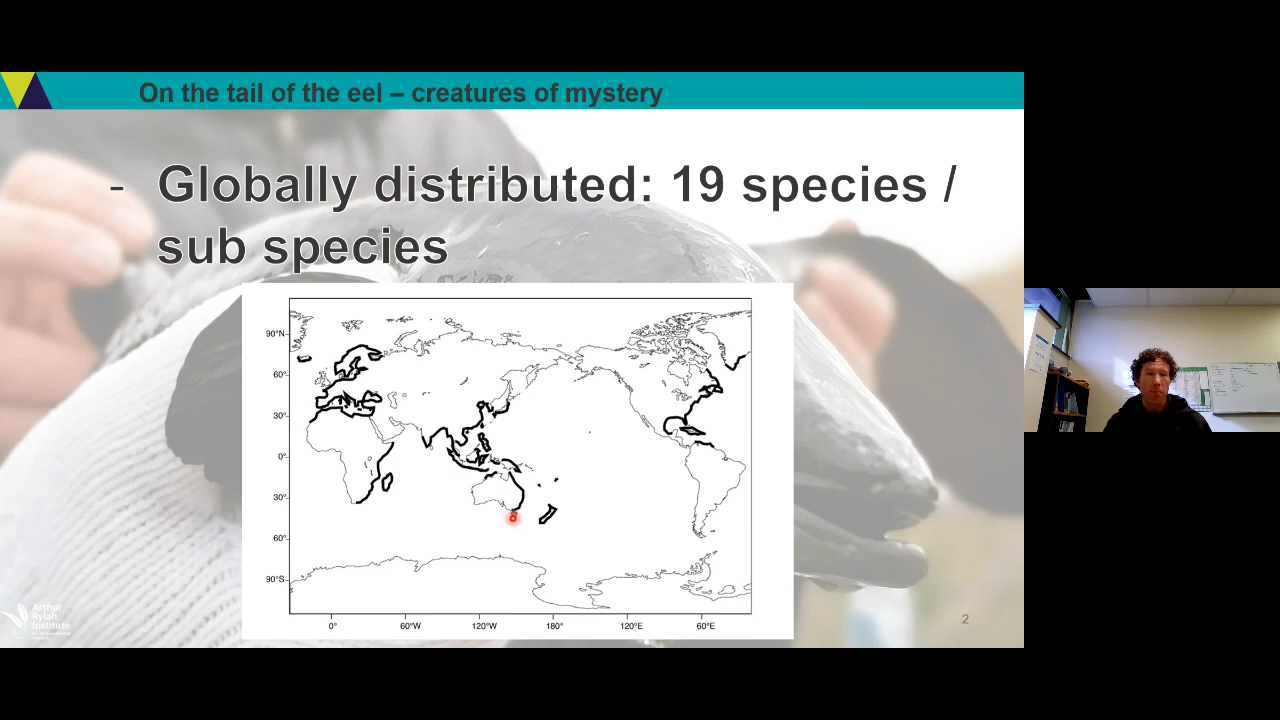 On the tail of the eel – creatures of mystery
- Globally distributed: 19 species /
sub species
90°N
60°
30°
0°
30°
60°
90°S
0°
60°W
120°W
180°
120°E
60°E
Arthur
Rylah
Institute
2